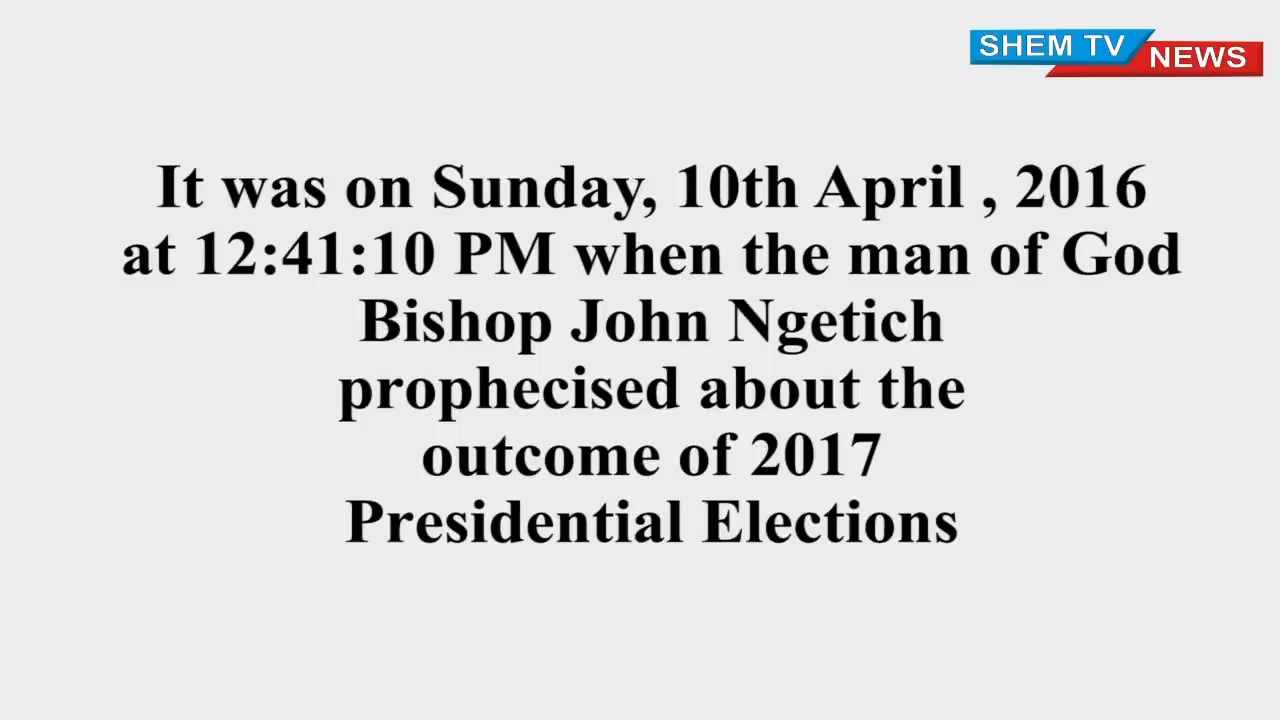 SHEM TV
NEWS
It was on Sunday, 10th April , 2016
at 12:41:10 PM when the man of God
Bishop John Ngetich
prophecised about the
outcome of 2017
Presidential Elections